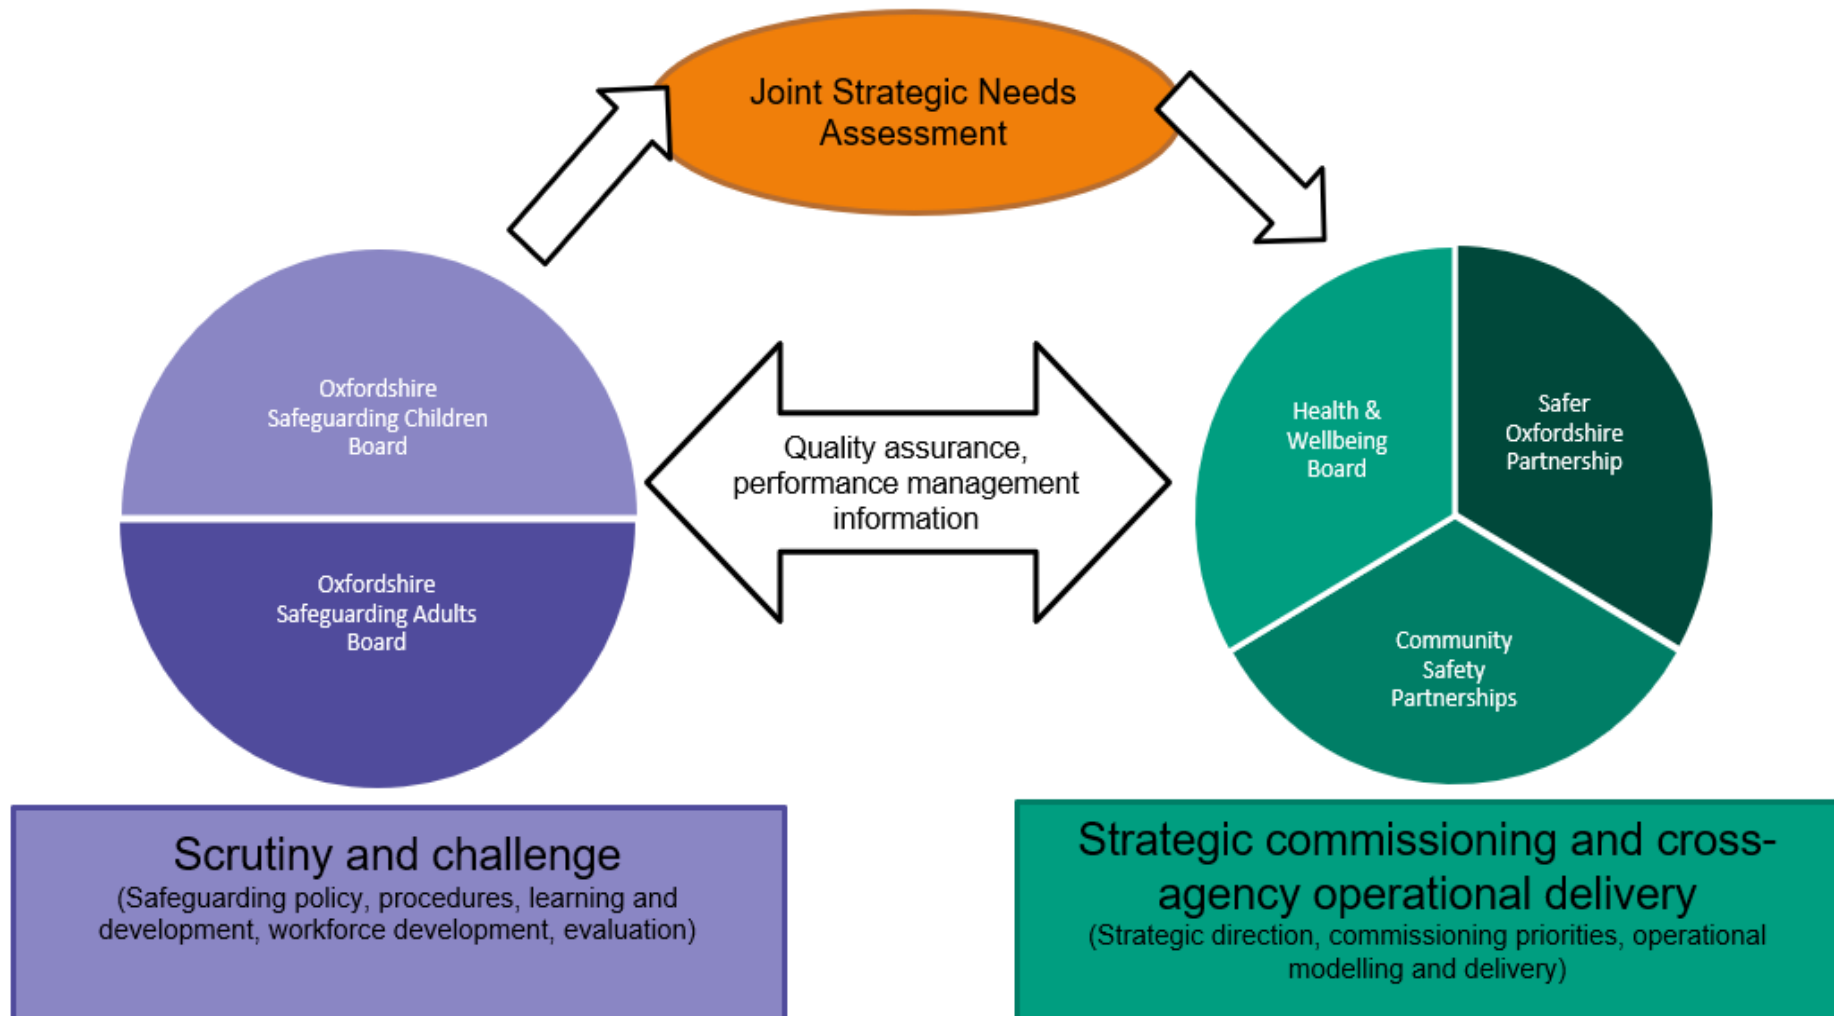 Joint Strategic Needs
Assessment
Oxfordshire
Safeguarding Children
Board
Oxfordshire
Safeguarding Adults
Board
Quality assurance,
performance management
information
Health &
Wellbeing
Board
Safer
Oxfordshire
Partnership
Community
Safety
Partnerships
Scrutiny and challenge
(Safeguarding policy, procedures, learning and
development, workforce development, evaluation)
Strategic commissioning and cross-
agency operational delivery
(Strategic direction, commissioning priorities, operational
modelling and delivery)